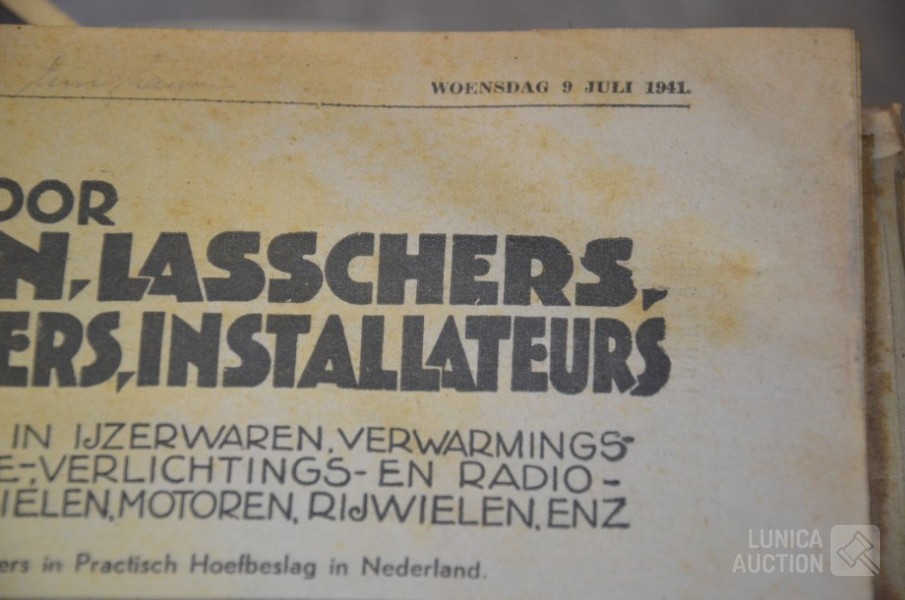 WOENSDAG 9 JULI 1941.
OOR
N, LASSCHERS,
ERS, INSTALLATEURS
IN IJZERWAREN, VERWARMINGS-
E-, VERLICHTINGS- EN RADIO-
IELEN, MOTOREN, RIJWIELEN, ENZ
ers in Practisch Hoefbeslag in Nederland.
LUNICA
AUCTION